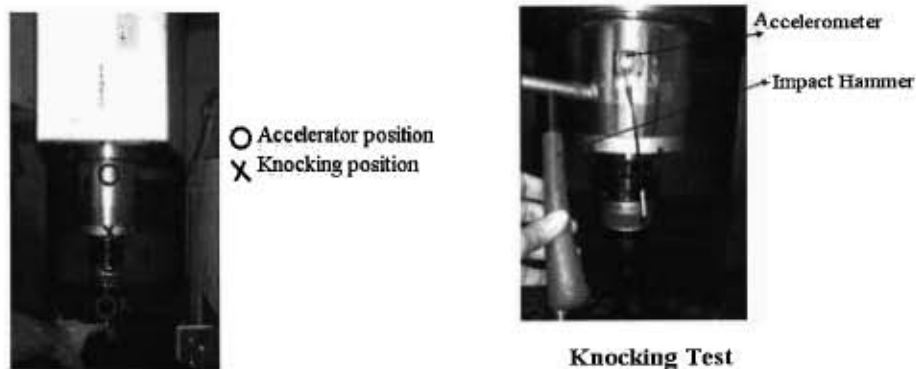 Accelerator position
Knocking position
Accelerometer
Impact Hammer
Knocking Test